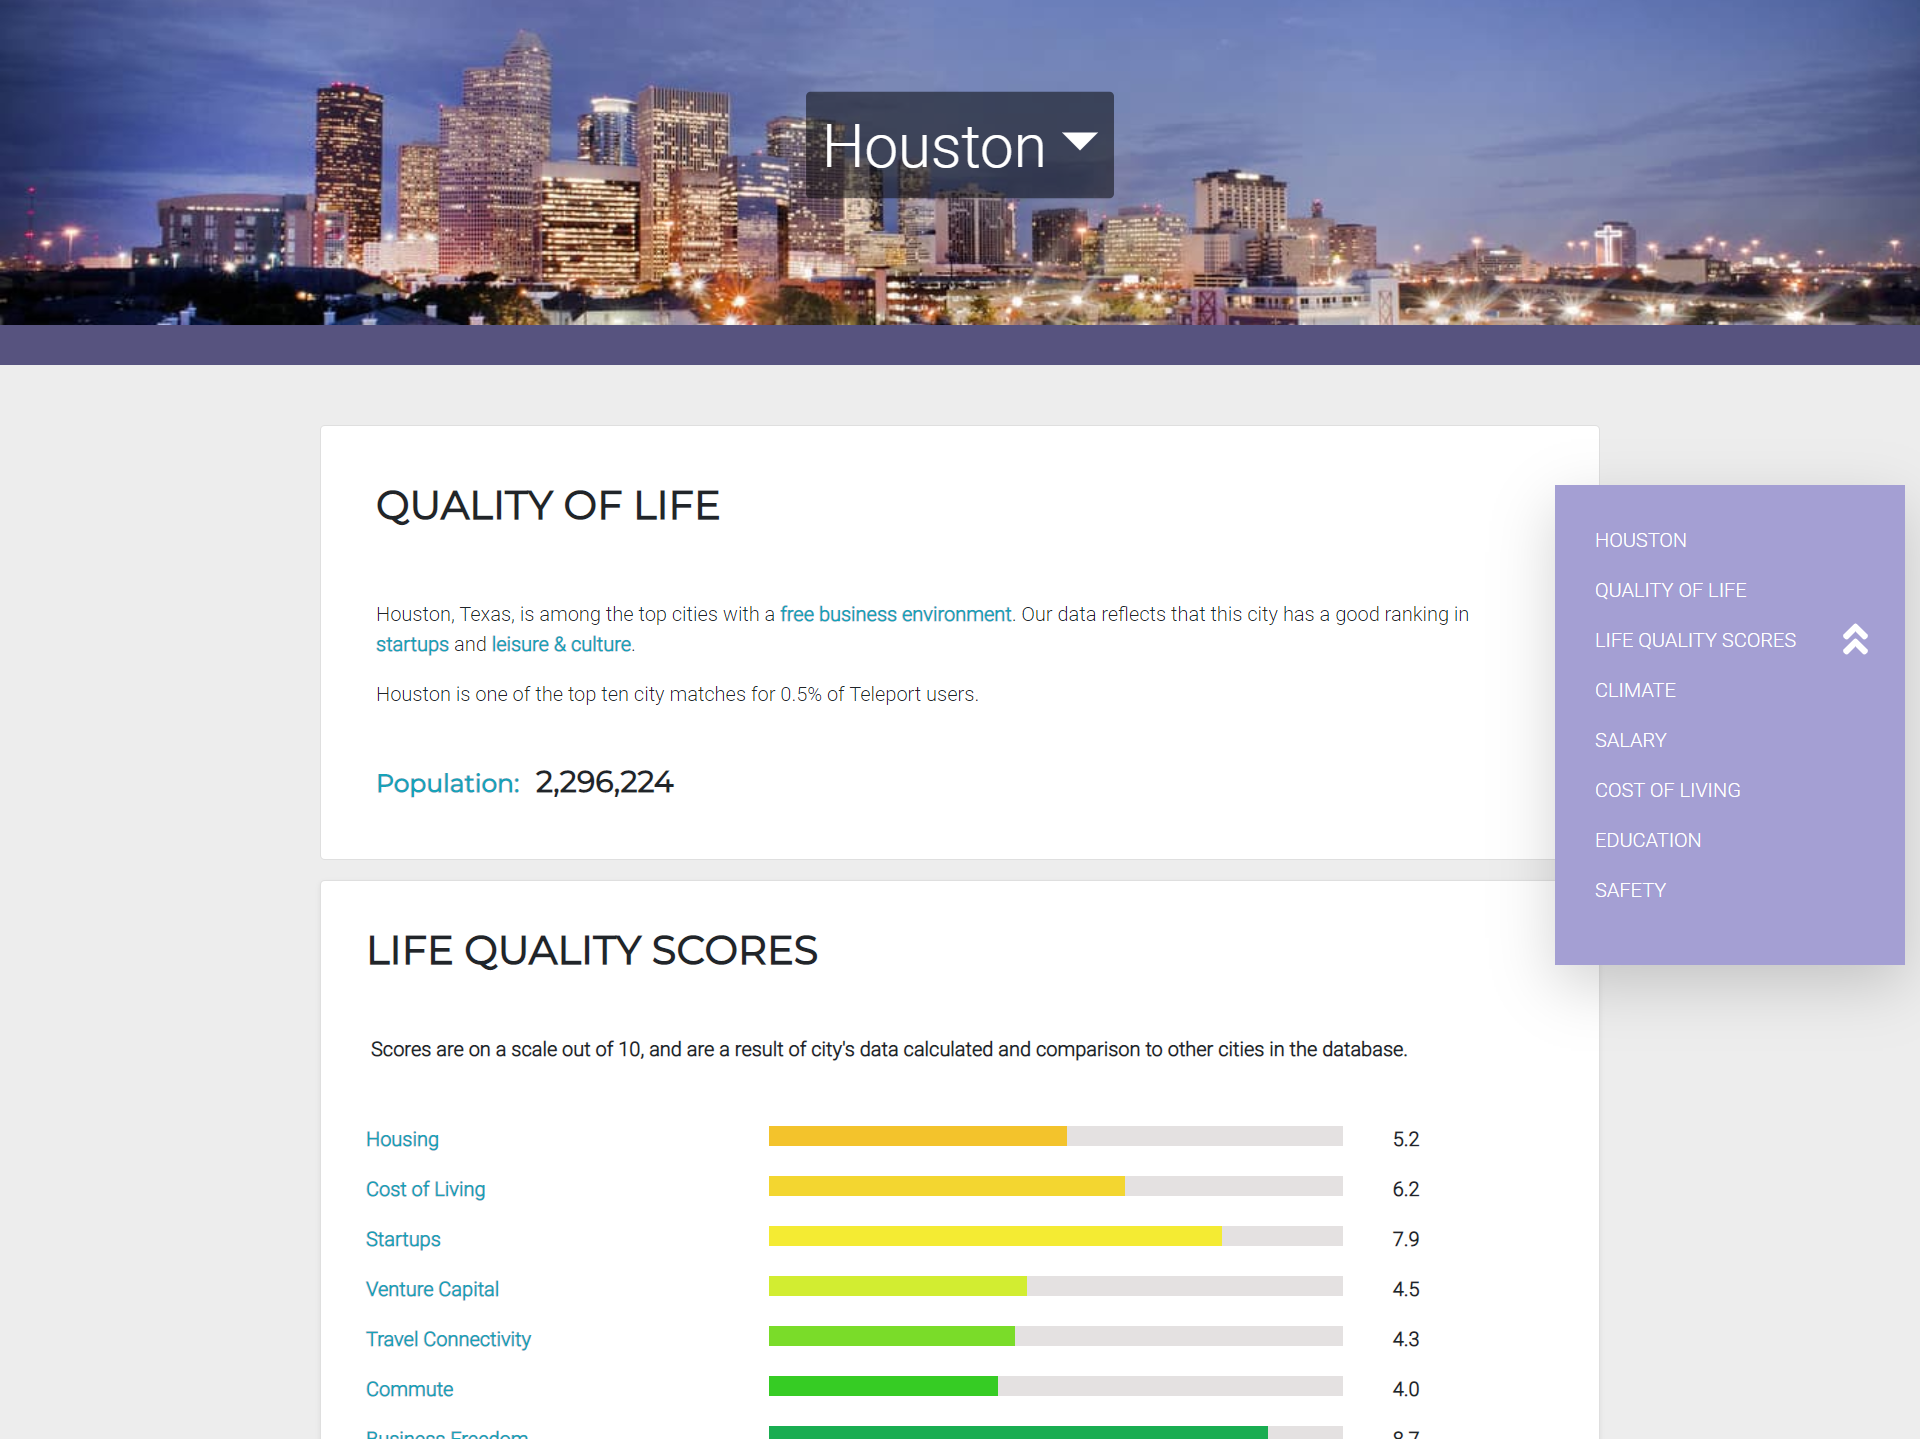 Houston
QUALITY OF LIFE
Houston, Texas, is among the top cities with a free business environment. Our data reflects that this city has a good ranking in
startups and leisure & culture.
Houston is one of the top ten city matches for 0.5% of Teleport users.
Population: 2,296,224
HOUSTON
QUALITY OF LIFE
LIFE QUALITY SCORES
CLIMATE
SALARY
COST OF LIVING
EDUCATION
SAFETY
LIFE QUALITY SCORES
Scores are on a scale out of 10, and are a result of city's data calculated and comparison to other cities in the database.
Housing 5.2
Cost of Living 6.2
Startups 7.9
Venture Capital 4.5
Travel Connectivity 4.3
Commute 4.0
Business Freedom 8.7